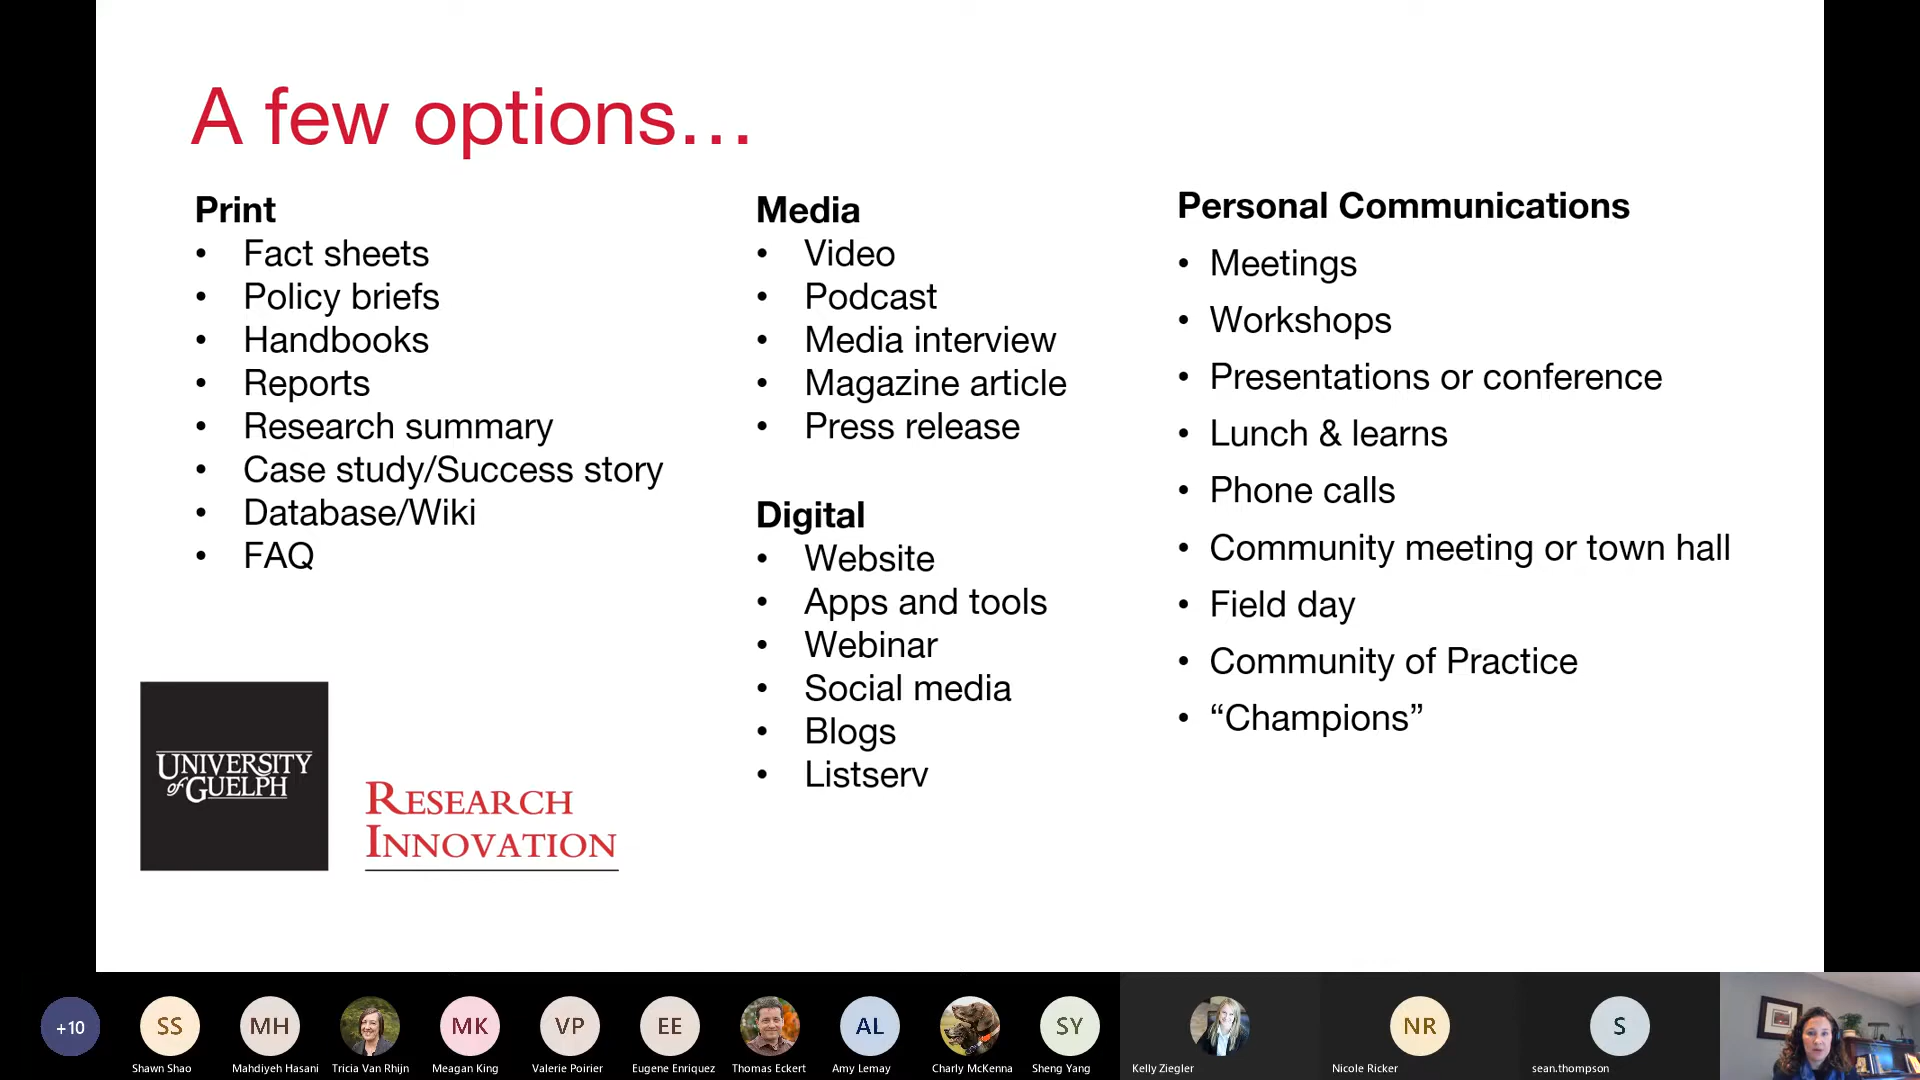 A few options…
Print
• Fact sheets
• Policy briefs
• Handbooks
• Reports
• Research summary
• Case study/Success story
• Database/Wiki
• FAQ
Media
• Video
• Podcast
• Media interview
• Magazine article
• Press release
Digital
• Website
• Apps and tools
• Webinar
• Social media
• Blogs
• Listserv
Personal Communications
• Meetings
• Workshops
• Presentations or conference
• Lunch & learns
• Phone calls
• Community meeting or town hall
• Field day
• Community of Practice
• “Champions”
UNIVERSITY
of GUELPH
RESEARCH
INNOVATION
+10
SS
MH
MK
VP
EE
AL
SY
NR
S
Shawn Shao
Mahdiyeh Hasani
Tricia Van Rhijn
Meagan King
Valerie Poirier
Eugene Enriquez
Thomas Eckert
Amy Lemay
Charly McKenna
Sheng Yang
Kelly Ziegler
Nicole Ricker
sean.thompson